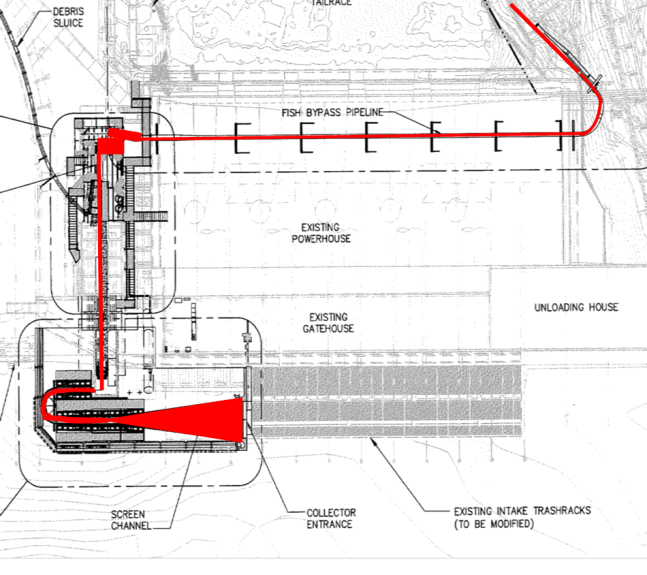 DEBRIS
SLUICE
TAILRACE
FISH BYPASS PIPELINE
EXISTING
POWERHOUSE
UNLOADING HOUSE
EXISTING
GATEHOUSE
SCREEN
CHANNEL
COLLECTOR
ENTRANCE
EXISTING INTAKE TRASHRACKS
(TO BE MODIFIED)